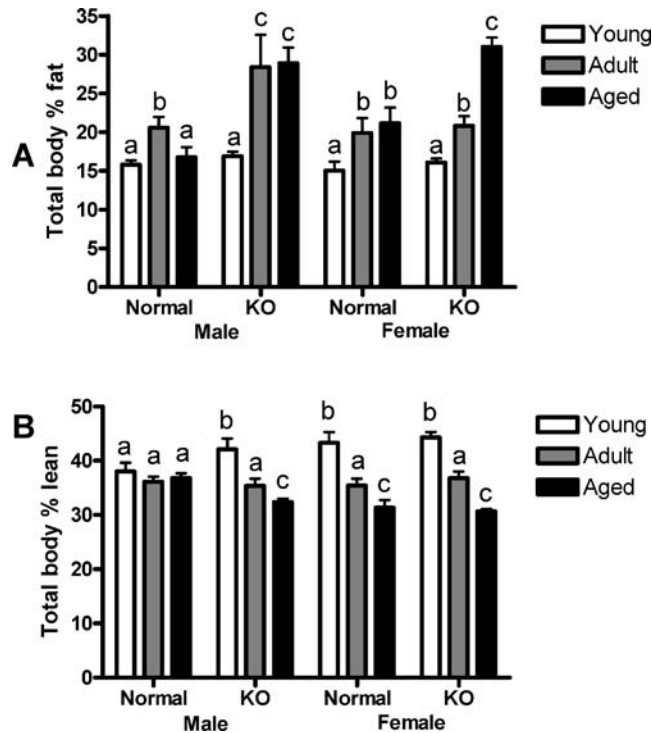 A
Total body % fat
35
30
25
20
15
10
5
0
a b a a c c a b b a b c
Normal KO Normal KO
Male Female
Young
Adult
Aged
B
Total body % lean
50
40
30
20
10
0
a a a b a c b a c b a c
Normal KO Normal KO
Male Female
Young
Adult
Aged